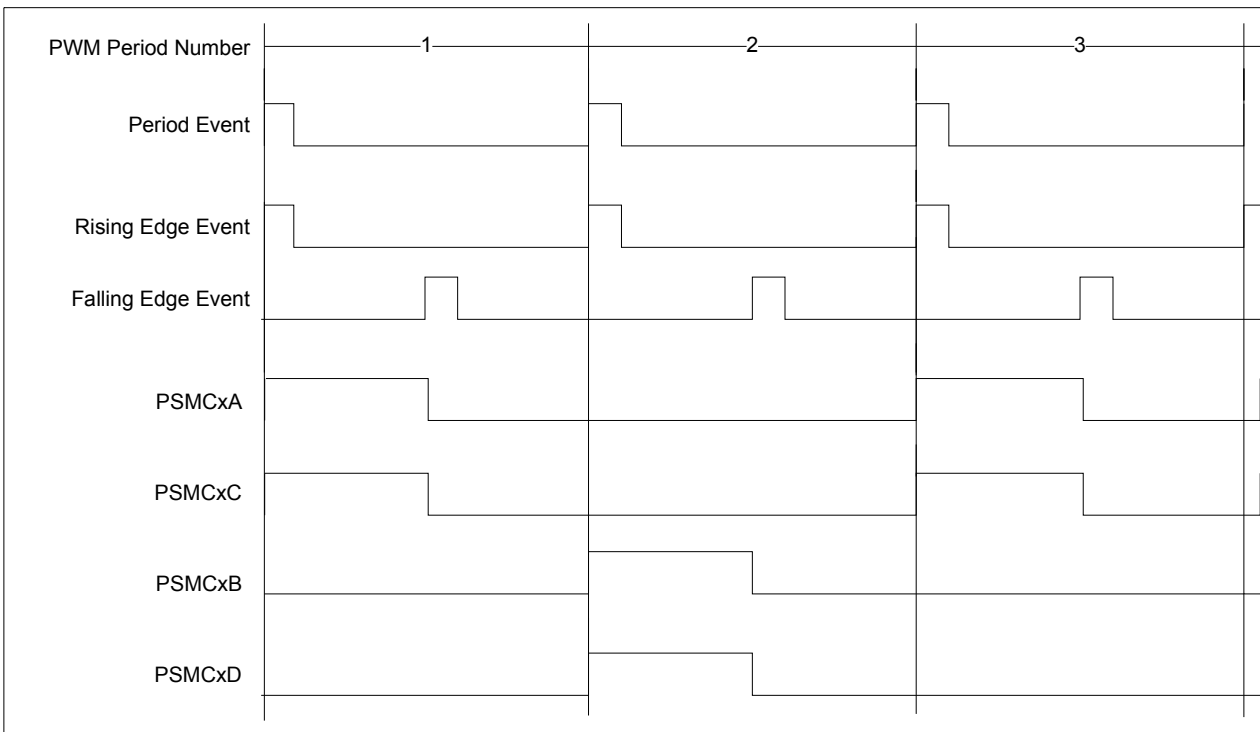 PWM Period Number
1
2
3
Period Event
Rising Edge Event
Falling Edge Event
PSMCxA
PSMCxC
PSMCxB
PSMCxD